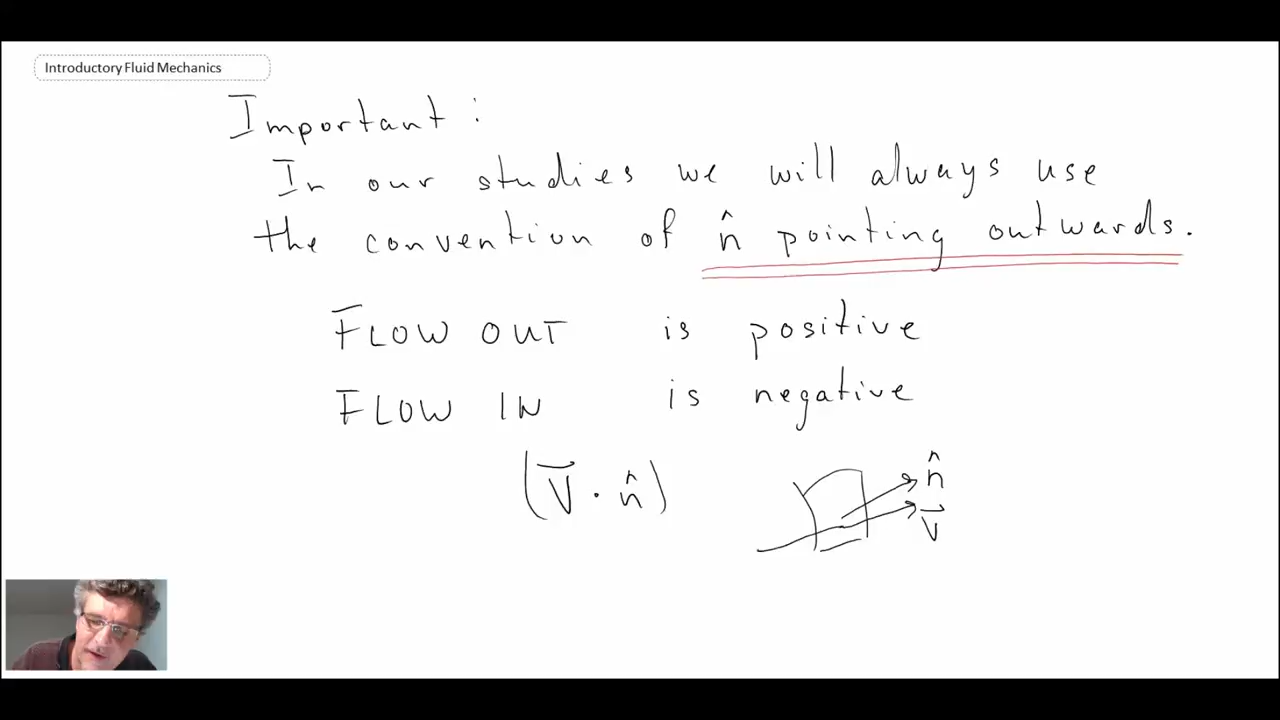 Introductory Fluid Mechanics
Important :
In our studies we will always use
the convention of n̂ pointing outwards.
FLOW OUT is positive
FLOW IN is negative
(V⃗ · n̂)
n̂
V⃗